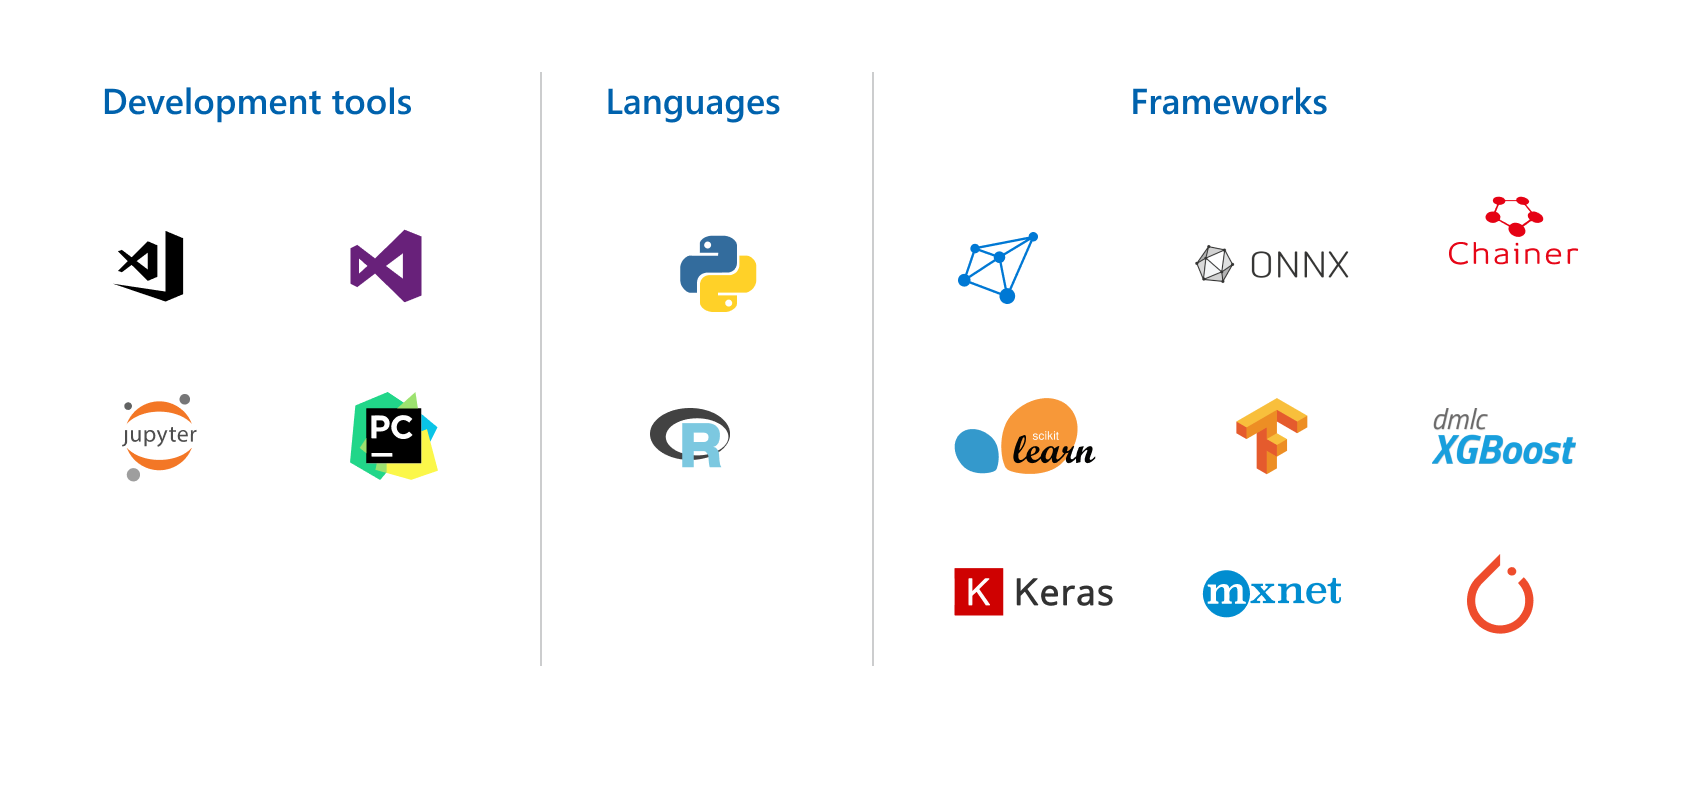 Development tools
Languages
Frameworks
ONNX
Chainer
jupyter
PC
R
scikit
learn
dmlc
XGBoost
K Keras
mxnet